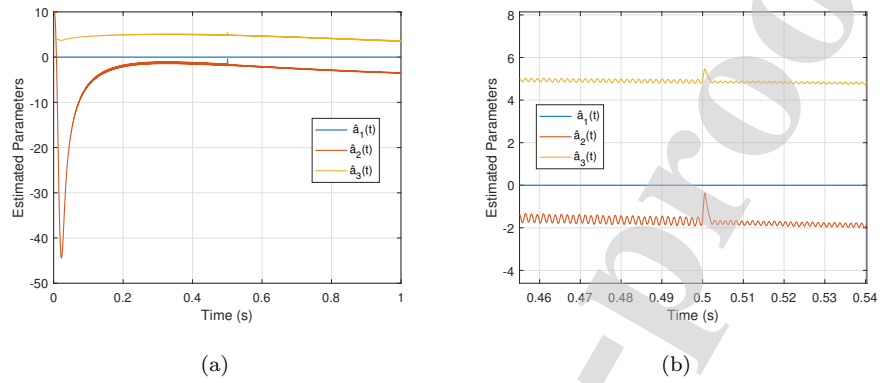 10
0
-10
-20
-30
-40
-50
0
0.2
0.4
0.6
0.8
1
Estimated Parameters
Time (s)
â1(t)
â2(t)
â3(t)
(a)
8
6
4
2
0
-2
-4
0.46
0.47
0.48
0.49
0.5
0.51
0.52
0.53
0.54
Estimated Parameters
Time (s)
â1(t)
â2(t)
â3(t)
(b)
-proo